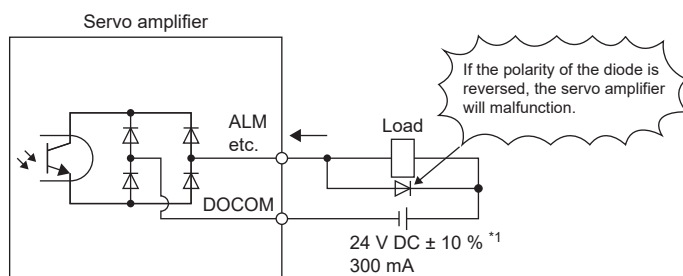 Servo amplifier
If the polarity of the diode is
reversed, the servo amplifier
will malfunction.
ALM
etc.
Load
DOCOM
24 V DC ± 10 % *1
300 mA